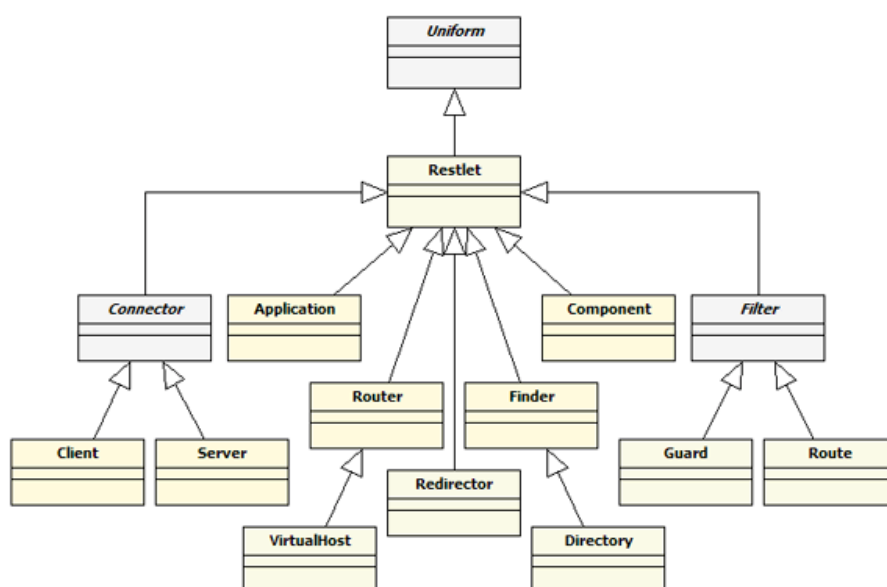 Uniform
Restlet
Connector
Application
Component
Filter
Router
Finder
Client
Server
Guard
Route
Redirector
VirtualHost
Directory